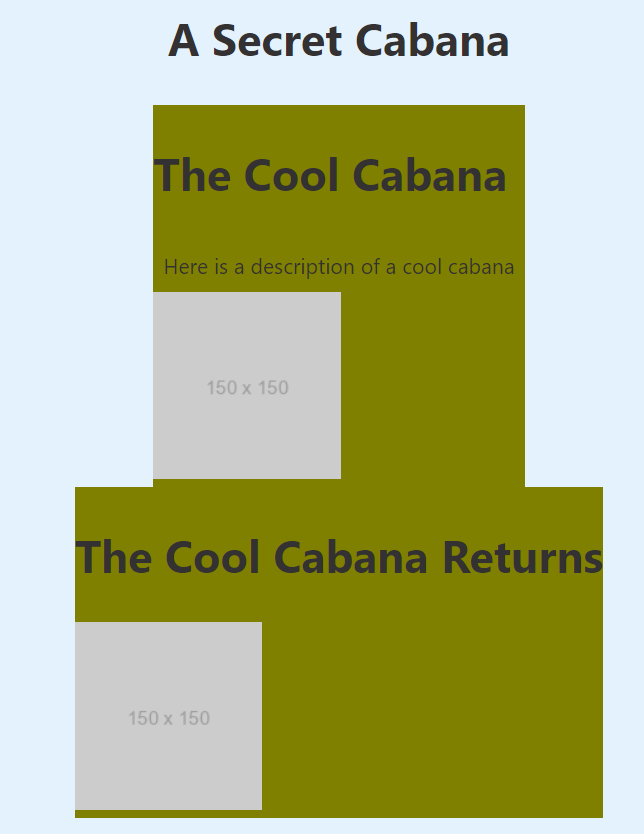 A Secret Cabana
The Cool Cabana
Here is a description of a cool cabana
150 x 150
The Cool Cabana Returns
150 x 150